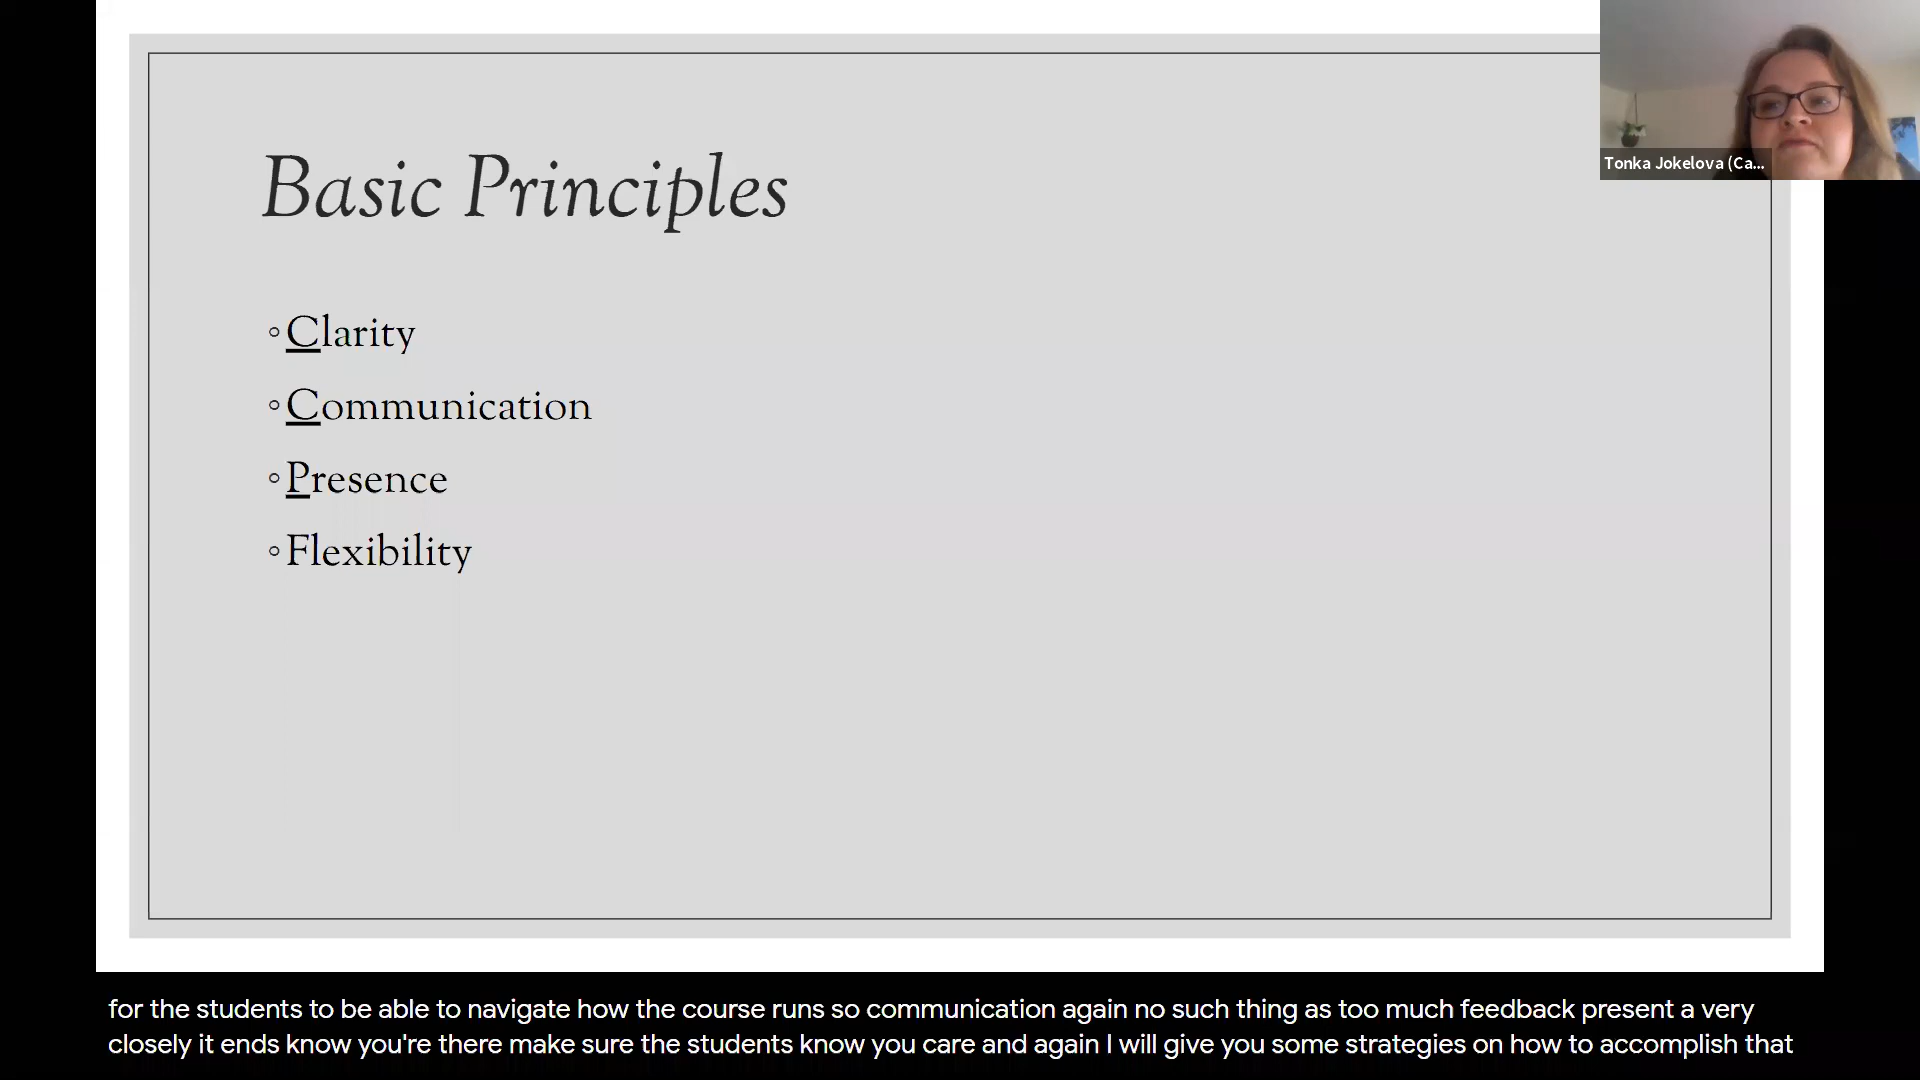 Basic Principles
Clarity
Communication
Presence
Flexibility
Tonka Jokelova (Ca...
for the students to be able to navigate how the course runs so communication again no such thing as too much feedback present a very
closely it ends know you're there make sure the students know you care and again I will give you some strategies on how to accomplish that